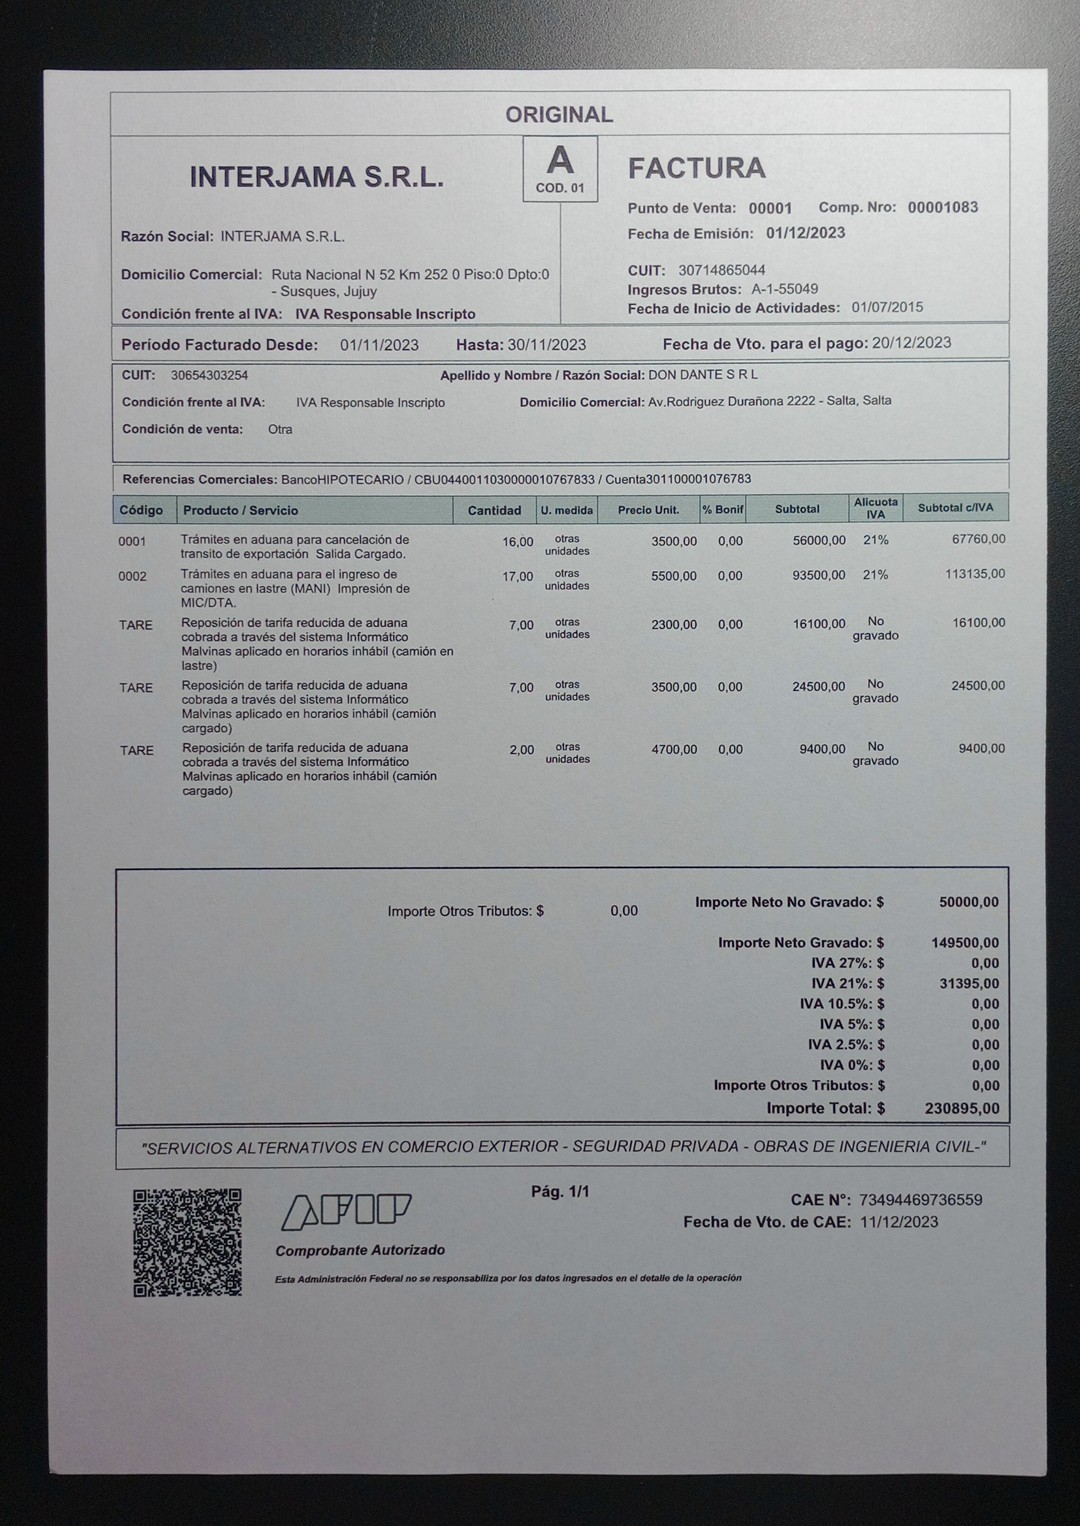 ORIGINAL
INTERJAMA S.R.L.
A
COD. 01
FACTURA
Punto de Venta: 00001 Comp. Nro: 00001083
Fecha de Emisión: 01/12/2023
Razón Social: INTERJAMA S.R.L.
Domicilio Comercial: Ruta Nacional N 52 Km 252 0 Piso:0 Dpto:0
- Susques, Jujuy
Condición frente al IVA: IVA Responsable Inscripto
CUIT: 30714865044
Ingresos Brutos: A-1-55049
Fecha de Inicio de Actividades: 01/07/2015
Período Facturado Desde: 01/11/2023 Hasta: 30/11/2023 Fecha de Vto. para el pago: 20/12/2023
CUIT: 30654303254 Apellido y Nombre / Razón Social: DON DANTE S R L
Condición frente al IVA: IVA Responsable Inscripto Domicilio Comercial: Av.Rodriguez Durañona 2222 - Salta, Salta
Condición de venta: Otra
Referencias Comerciales: BancoHIPOTECARIO / CBU0440011030000010767833 / Cuenta301100001076783
Código Producto / Servicio Cantidad U. medida Precio Unit. % Bonif Subtotal Alicuota IVA Subtotal c/IVA
0001 Trámites en aduana para cancelación de 16,00 otras unidades 3500,00 0,00 56000,00 21% 67760,00
transito de exportación Salida Cargado.
0002 Trámites en aduana para el ingreso de 17,00 otras unidades 5500,00 0,00 93500,00 21% 113135,00
camiones en lastre (MANI) Impresión de
MIC/DTA.
TARE Reposición de tarifa reducida de aduana 7,00 otras unidades 2300,00 0,00 16100,00 No gravado 16100,00
cobrada a través del sistema Informático
Malvinas aplicado en horarios inhábil (camión en
lastre)
TARE Reposición de tarifa reducida de aduana 7,00 otras unidades 3500,00 0,00 24500,00 No gravado 24500,00
cobrada a través del sistema Informático
Malvinas aplicado en horarios inhábil (camión
cargado)
TARE Reposición de tarifa reducida de aduana 2,00 otras unidades 4700,00 0,00 9400,00 No gravado 9400,00
cobrada a través del sistema Informático
Malvinas aplicado en horarios inhábil (camión
cargado)
Importe Otros Tributos: $ 0,00
Importe Neto No Gravado: $ 50000,00
Importe Neto Gravado: $ 149500,00
IVA 27%: $ 0,00
IVA 21%: $ 31395,00
IVA 10.5%: $ 0,00
IVA 5%: $ 0,00
IVA 2.5%: $ 0,00
IVA 0%: $ 0,00
Importe Otros Tributos: $ 0,00
Importe Total: $ 230895,00
"SERVICIOS ALTERNATIVOS EN COMERCIO EXTERIOR - SEGURIDAD PRIVADA - OBRAS DE INGENIERIA CIVIL-"
AFIP
Comprobante Autorizado
Esta Administración Federal no se responsabiliza por los datos ingresados en el detalle de la operación
Pág. 1/1
CAE N°: 73494469736559
Fecha de Vto. de CAE: 11/12/2023